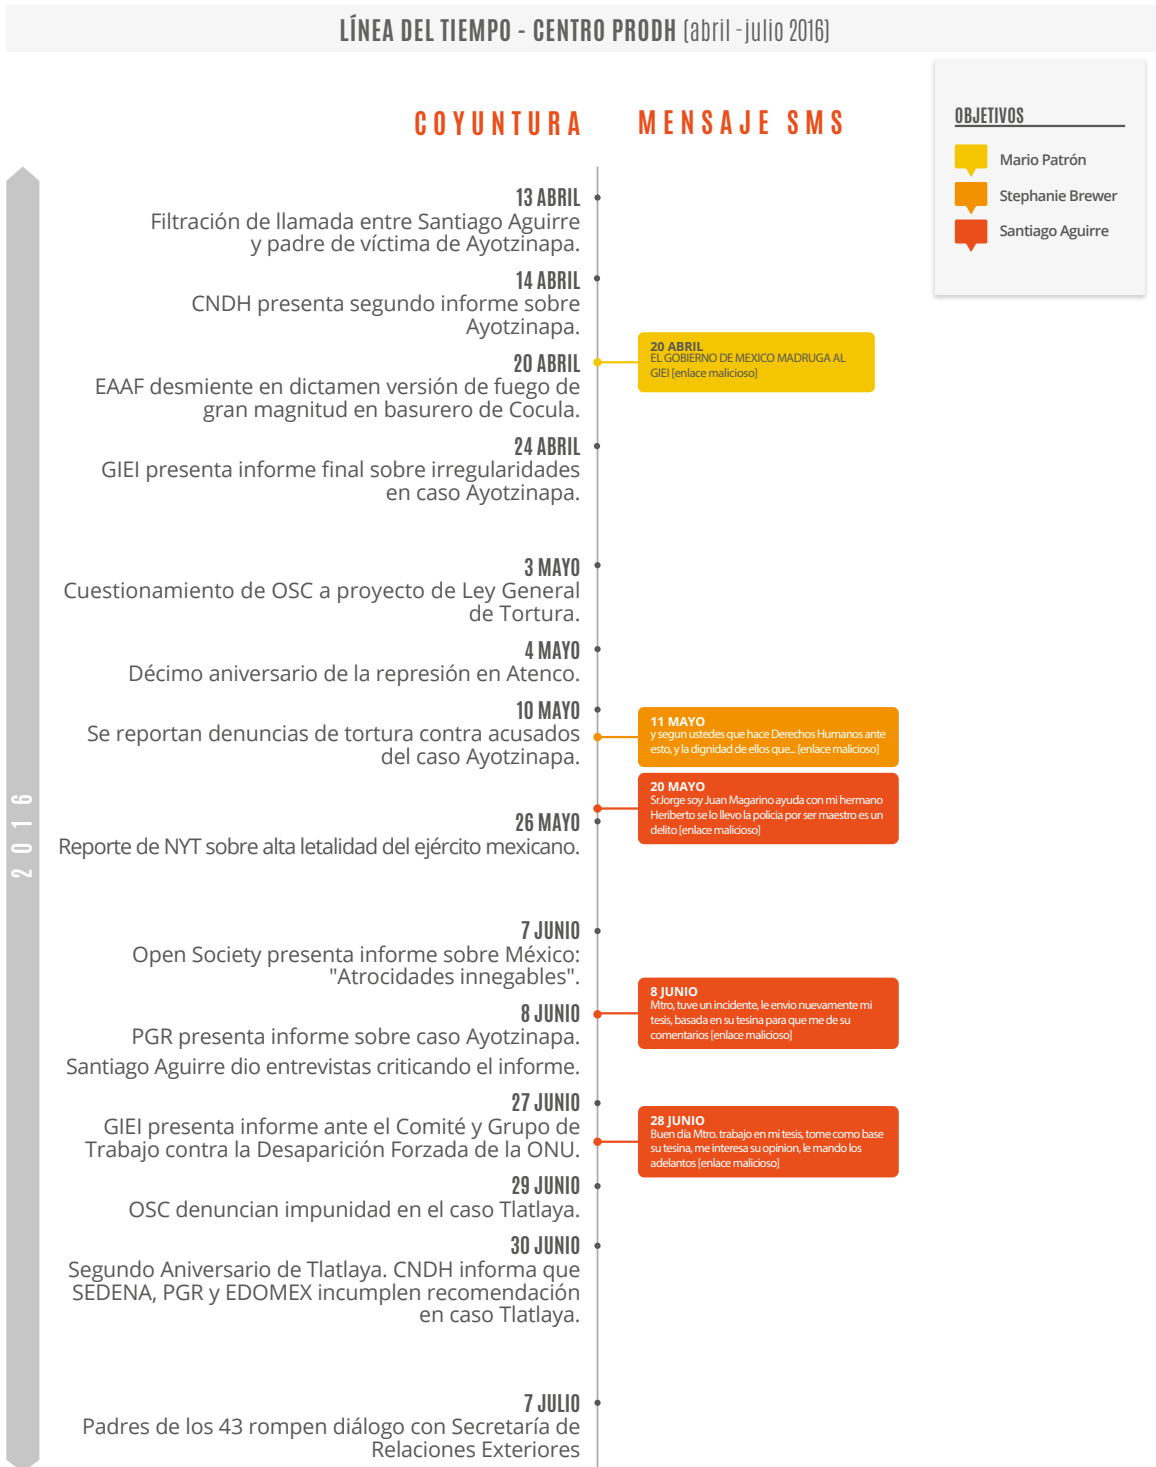 LÍNEA DEL TIEMPO - CENTRO PRODH (abril - julio 2016)
COYUNTURA
MENSAJE SMS
OBJETIVOS
Mario Patrón
Stephanie Brewer
Santiago Aguirre
2016
13 ABRIL
Filtración de llamada entre Santiago Aguirre
y padre de víctima de Ayotzinapa.
14 ABRIL
CNDH presenta segundo informe sobre
Ayotzinapa.
20 ABRIL
EAAF desmiente en dictamen versión de fuego de
gran magnitud en basurero de Cocula.
20 ABRIL
EL GOBIERNO DE MEXICO MADRUGA AL
GIEI [enlace malicioso]
24 ABRIL
GIEI presenta informe final sobre irregularidades
en caso Ayotzinapa.
3 MAYO
Cuestionamiento de OSC a proyecto de Ley General
de Tortura.
4 MAYO
Décimo aniversario de la represión en Atenco.
10 MAYO
Se reportan denuncias de tortura contra acusados
del caso Ayotzinapa.
11 MAYO
y segun ustedes que hace Derechos Humanos ante
esto, y la dignidad de ellos que... [enlace malicioso]
20 MAYO
SrJorge soy Juan Magarino ayuda con mi hermano
Heriberto se lo llevo la policia por ser maestro es un
delito [enlace malicioso]
26 MAYO
Reporte de NYT sobre alta letalidad del ejército mexicano.
7 JUNIO
Open Society presenta informe sobre México:
"Atrocidades innegables".
8 JUNIO
PGR presenta informe sobre caso Ayotzinapa.
Santiago Aguirre dio entrevistas criticando el informe.
8 JUNIO
Mtro, tuve un incidente, le envio nuevamente mi
tesis, basada en su tesina para que me de su
comentarios [enlace malicioso]
27 JUNIO
GIEI presenta informe ante el Comité y Grupo de
Trabajo contra la Desaparición Forzada de la ONU.
28 JUNIO
Buen día Mtro. trabajo en mi tesis, tome como base
su tesina, me interesa su opinion, le mando los
adelantos [enlace malicioso]
29 JUNIO
OSC denuncian impunidad en el caso Tlatlaya.
30 JUNIO
Segundo Aniversario de Tlatlaya. CNDH informa que
SEDENA, PGR y EDOMEX incumplen recomendación
en caso Tlatlaya.
7 JULIO
Padres de los 43 rompen diálogo con Secretaría de
Relaciones Exteriores